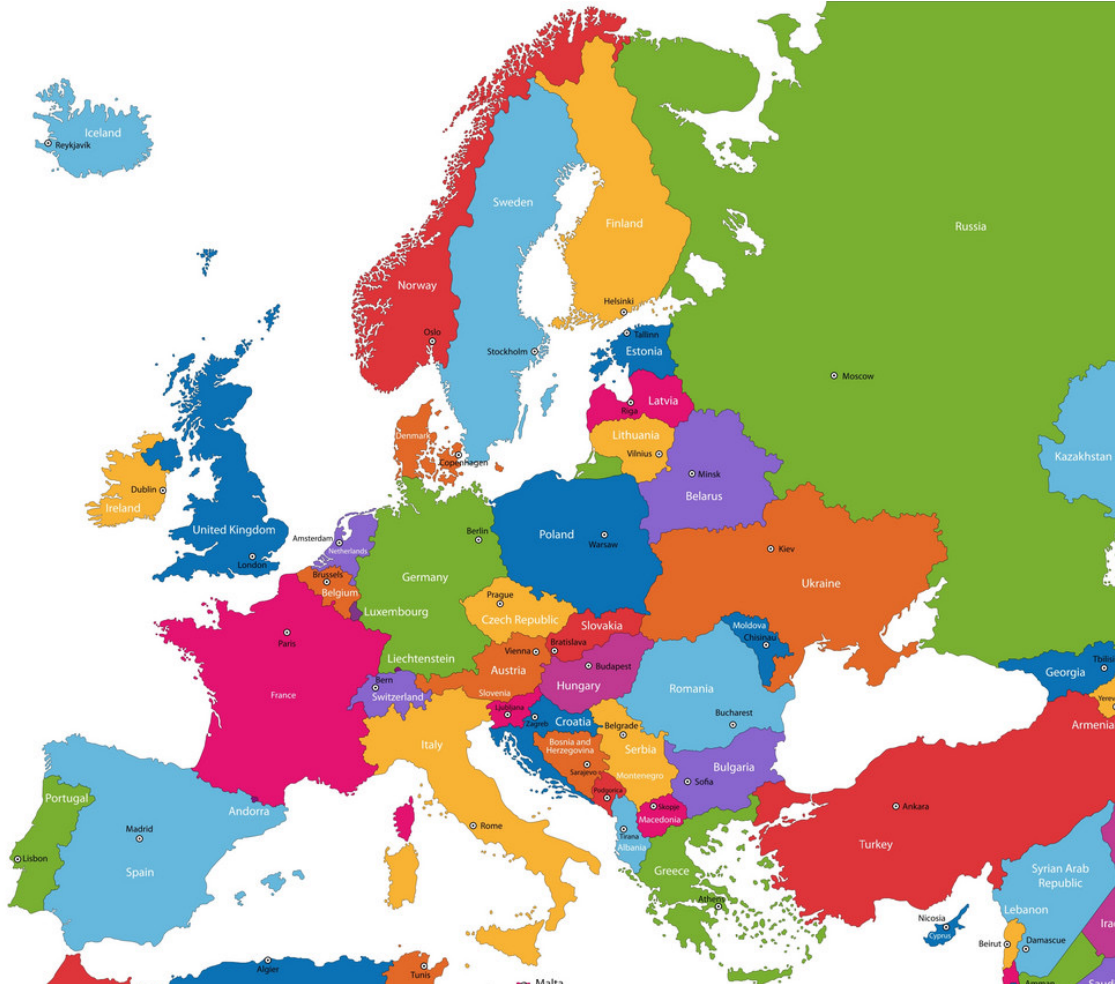 Iceland
Reykjavík
Sweden
Finland
Russia
Norway
Helsinki
Oslo
Tallinn
Stockholm
Estonia
Moscow
Latvia
Riga
Denmark
Lithuania
Vilnius
Copenhagen
Kazakhstan
Minsk
Belarus
Dublin
Ireland
United Kingdom
London
Amsterdam
Netherlands
Berlin
Poland
Warsaw
Kiev
Brussels
Belgium
Germany
Ukraine
Prague
Luxembourg
Czech Republic
Slovakia
Moldova
Chisinau
Paris
Bratislava
Vienna
Liechtenstein
Austria
Budapest
Bern
Switzerland
Slovenia
Hungary
Romania
Georgia
France
Ljubljana
Zagreb
Croatia
Belgrade
Bucharest
Armenia
Italy
Bosnia and
Herzegovina
Serbia
Sarajevo
Montenegro
Bulgaria
Sofia
Portugal
Andorra
Podgorica
Skopje
Macedonia
Ankara
Madrid
Rome
Tirana
Albania
Turkey
Lisbon
Spain
Greece
Syrian Arab
Republic
Athens
Nicosia
Cyprus
Lebanon
Beirut
Damascue
Algier
Tunis
Malta
Amman